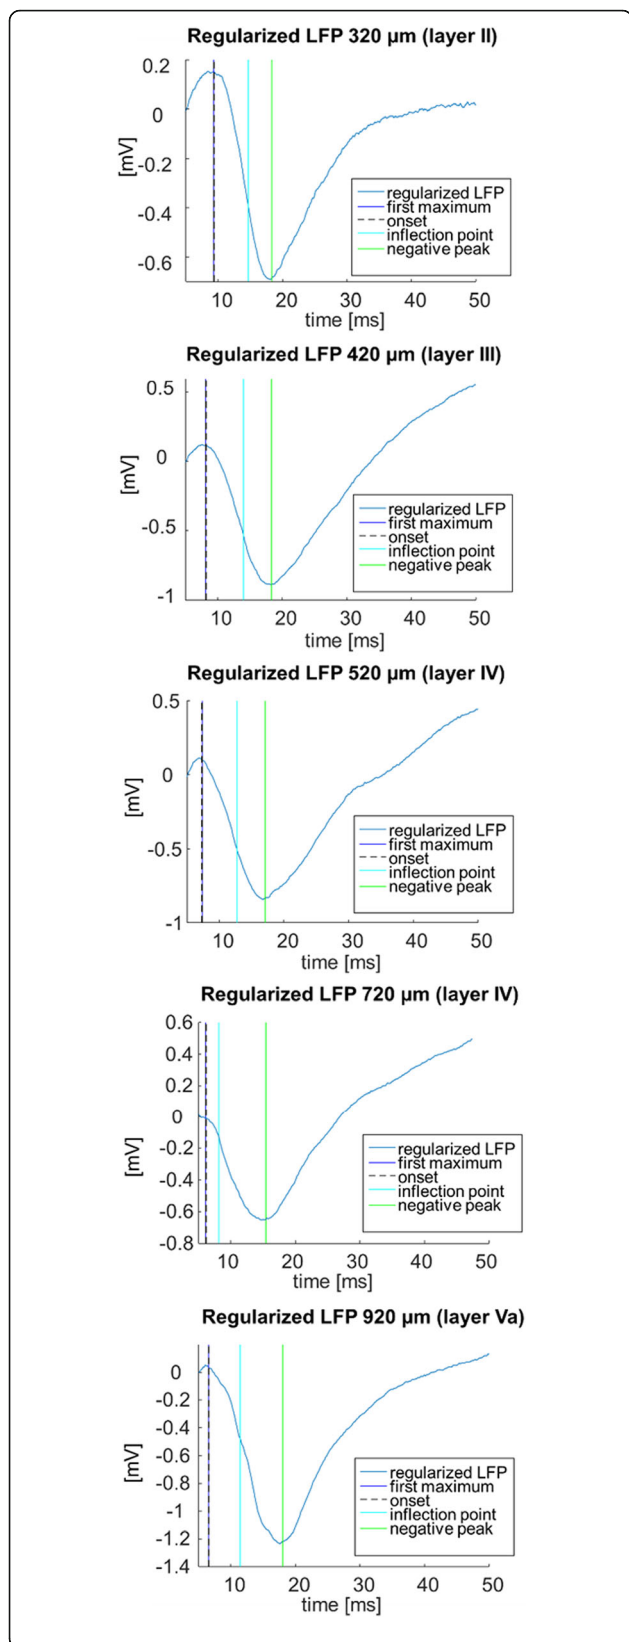 Regularized LFP 320 µm (layer II)
0.2
0
-0.2
-0.4
-0.6
[mV]
regularized LFP
first maximum
onset
inflection point
negative peak
10 20 30 40 50
time [ms]
Regularized LFP 420 µm (layer III)
0.5
0
-0.5
-1
[mV]
regularized LFP
first maximum
onset
inflection point
negative peak
10 20 30 40 50
time [ms]
Regularized LFP 520 µm (layer IV)
0.5
0
-0.5
-1
[mV]
regularized LFP
first maximum
onset
inflection point
negative peak
10 20 30 40 50
time [ms]
Regularized LFP 720 µm (layer IV)
0.6
0.4
0.2
0
-0.2
-0.4
-0.6
-0.8
[mV]
regularized LFP
first maximum
onset
inflection point
negative peak
10 20 30 40 50
time [ms]
Regularized LFP 920 µm (layer Va)
0
-0.2
-0.4
-0.6
-0.8
-1
-1.2
-1.4
[mV]
regularized LFP
first maximum
onset
inflection point
negative peak
10 20 30 40 50
time [ms]